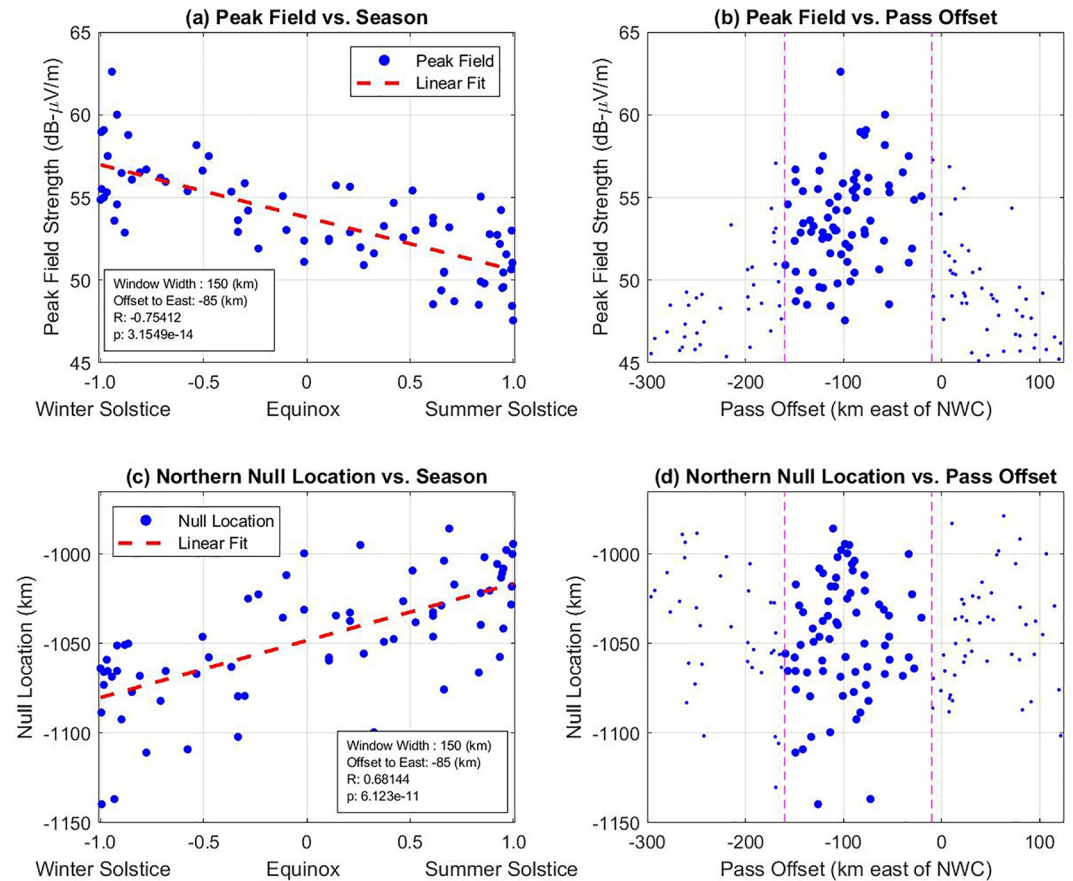 (a) Peak Field vs. Season
65
60
55
50
45
Peak Field Strength (dB-μV/m)
Peak Field
Linear Fit
Window Width : 150 (km)
Offset to East: -85 (km)
R: -0.75412
p: 3.1549e-14
-1.0 -0.5 0 0.5 1.0
Winter Solstice Equinox Summer Solstice
(b) Peak Field vs. Pass Offset
65
60
55
50
45
Peak Field Strength (dB-μV/m)
-300 -200 -100 0 100
Pass Offset (km east of NWC)
(c) Northern Null Location vs. Season
-1000
-1050
-1100
-1150
Null Location (km)
Null Location
Linear Fit
Window Width : 150 (km)
Offset to East: -85 (km)
R: 0.68144
p: 6.123e-11
-1.0 -0.5 0 0.5 1.0
Winter Solstice Equinox Summer Solstice
(d) Northern Null Location vs. Pass Offset
-1000
-1050
-1100
-1150
Null Location (km)
-300 -200 -100 0 100
Pass Offset (km east of NWC)